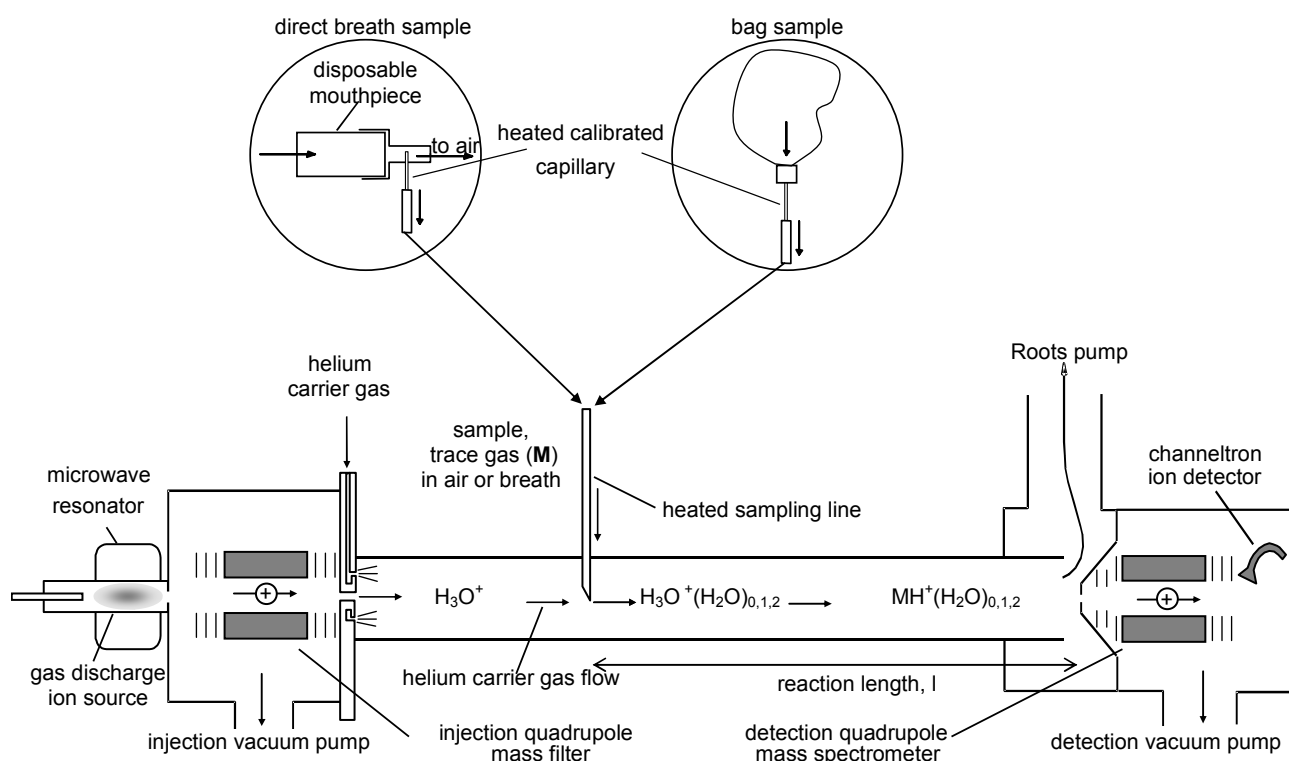 direct breath sample
bag sample
disposable
mouthpiece
to air
heated calibrated
capillary
helium
carrier gas
Roots pump
sample,
trace gas (M)
in air or breath
microwave
resonator
channeltron
ion detector
heated sampling line
H₃O⁺
H₃O⁺(H₂O)₀,₁,₂
MH⁺(H₂O)₀,₁,₂
gas discharge
ion source
helium carrier gas flow
reaction length, l
injection vacuum pump
injection quadrupole
mass filter
detection quadrupole
mass spectrometer
detection vacuum pump